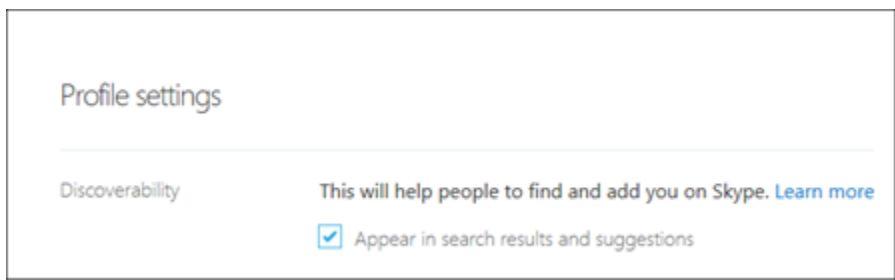 Profile settings
Discoverability
This will help people to find and add you on Skype. Learn more
Appear in search results and suggestions